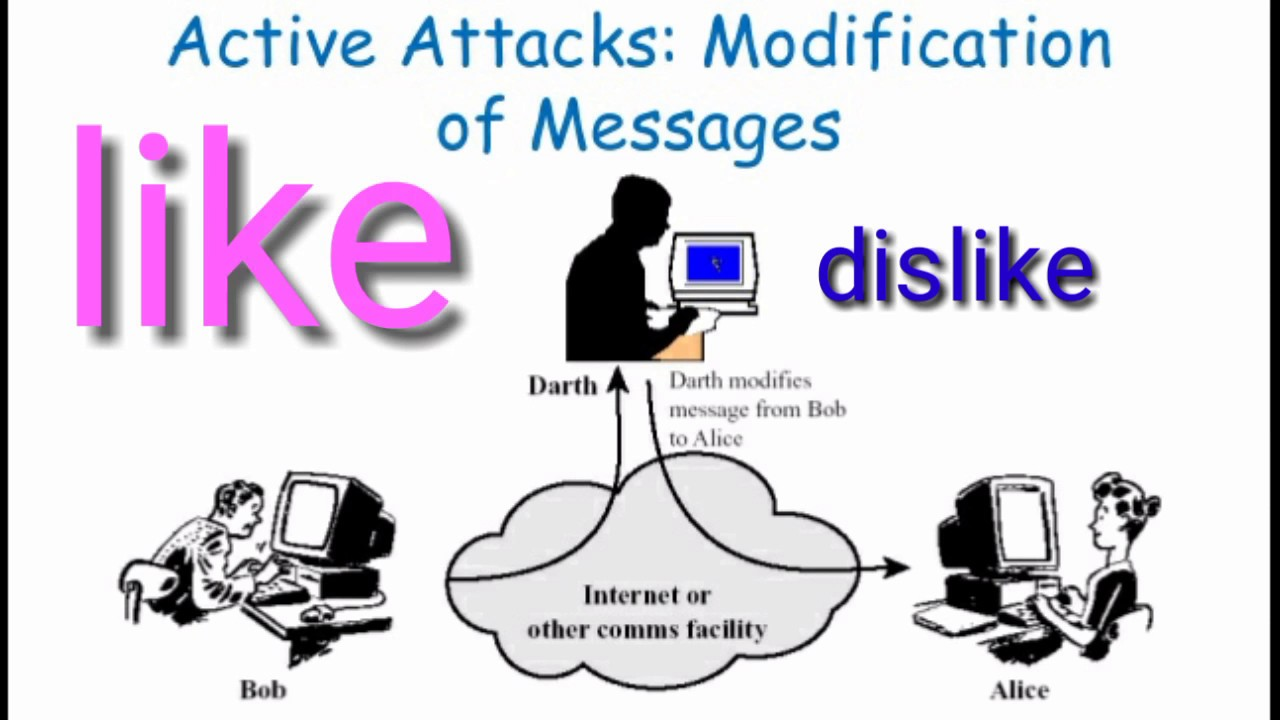 Active Attacks: Modification
of Messages
like
dislike
Darth
Darth modifies
message from Bob
to Alice
Internet or
other comms facility
Bob
Alice